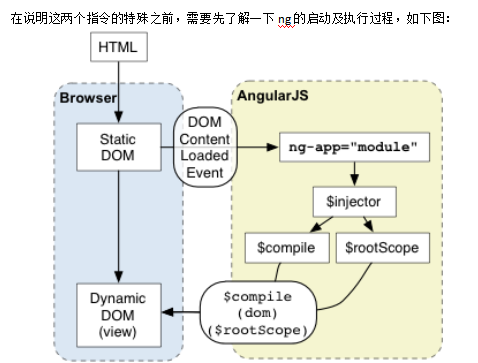 在说明这两个指令的特殊之前，需要先了解一下 ng的启动及执行过程，如下图：
HTML
Browser
AngularJS
Static
DOM
DOM
Content
Loaded
Event
ng-app="module"
$injector
$compile
$rootScope
Dynamic
DOM
(view)
$compile
(dom)
($rootScope)